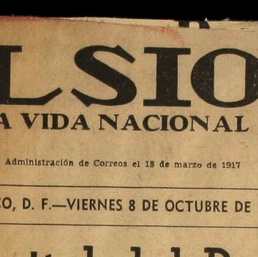 LSIO
A VIDA NACIONAL
Administración de Correos el 18 de marzo de 1917
CO, D. F.—VIERNES 8 DE OCTUBRE DE